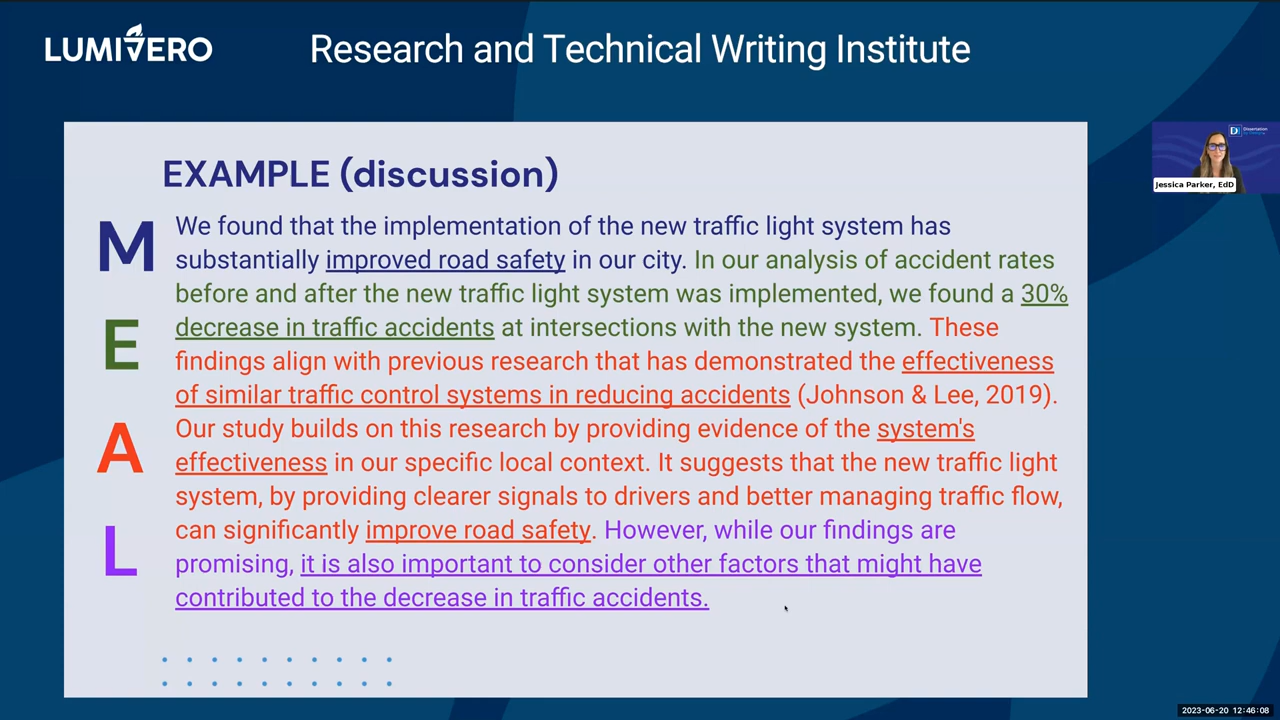 LUMIVERO
Research and Technical Writing Institute
EXAMPLE (discussion)
M
We found that the implementation of the new traffic light system has
substantially improved road safety in our city. In our analysis of accident rates
before and after the new traffic light system was implemented, we found a 30%
E
decrease in traffic accidents at intersections with the new system. These
findings align with previous research that has demonstrated the effectiveness
of similar traffic control systems in reducing accidents (Johnson & Lee, 2019).
A
Our study builds on this research by providing evidence of the system's
effectiveness in our specific local context. It suggests that the new traffic light
system, by providing clearer signals to drivers and better managing traffic flow,
can significantly improve road safety. However, while our findings are
L
promising, it is also important to consider other factors that might have
contributed to the decrease in traffic accidents.
Dissertation
Jessica Parker, EdD
2023-06-20 12:46:08